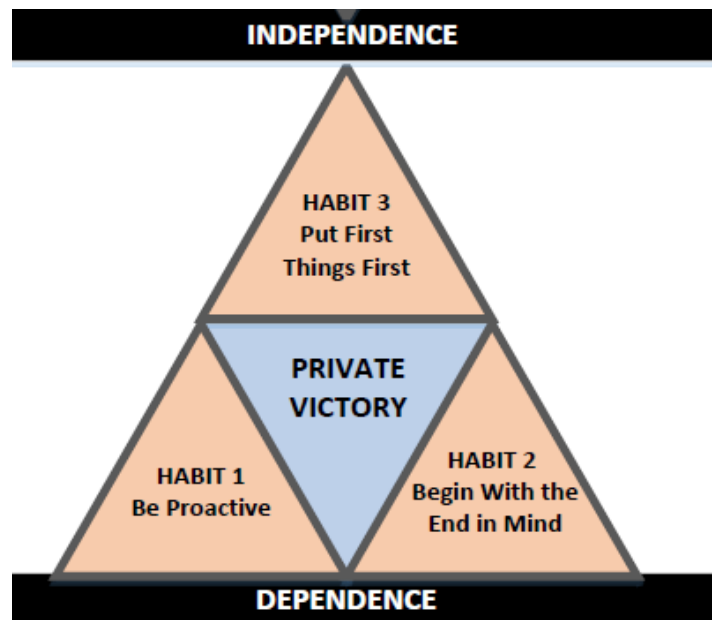 INDEPENDENCE
HABIT 3
Put First
Things First
PRIVATE
VICTORY
HABIT 1
Be Proactive
HABIT 2
Begin With the
End in Mind
DEPENDENCE